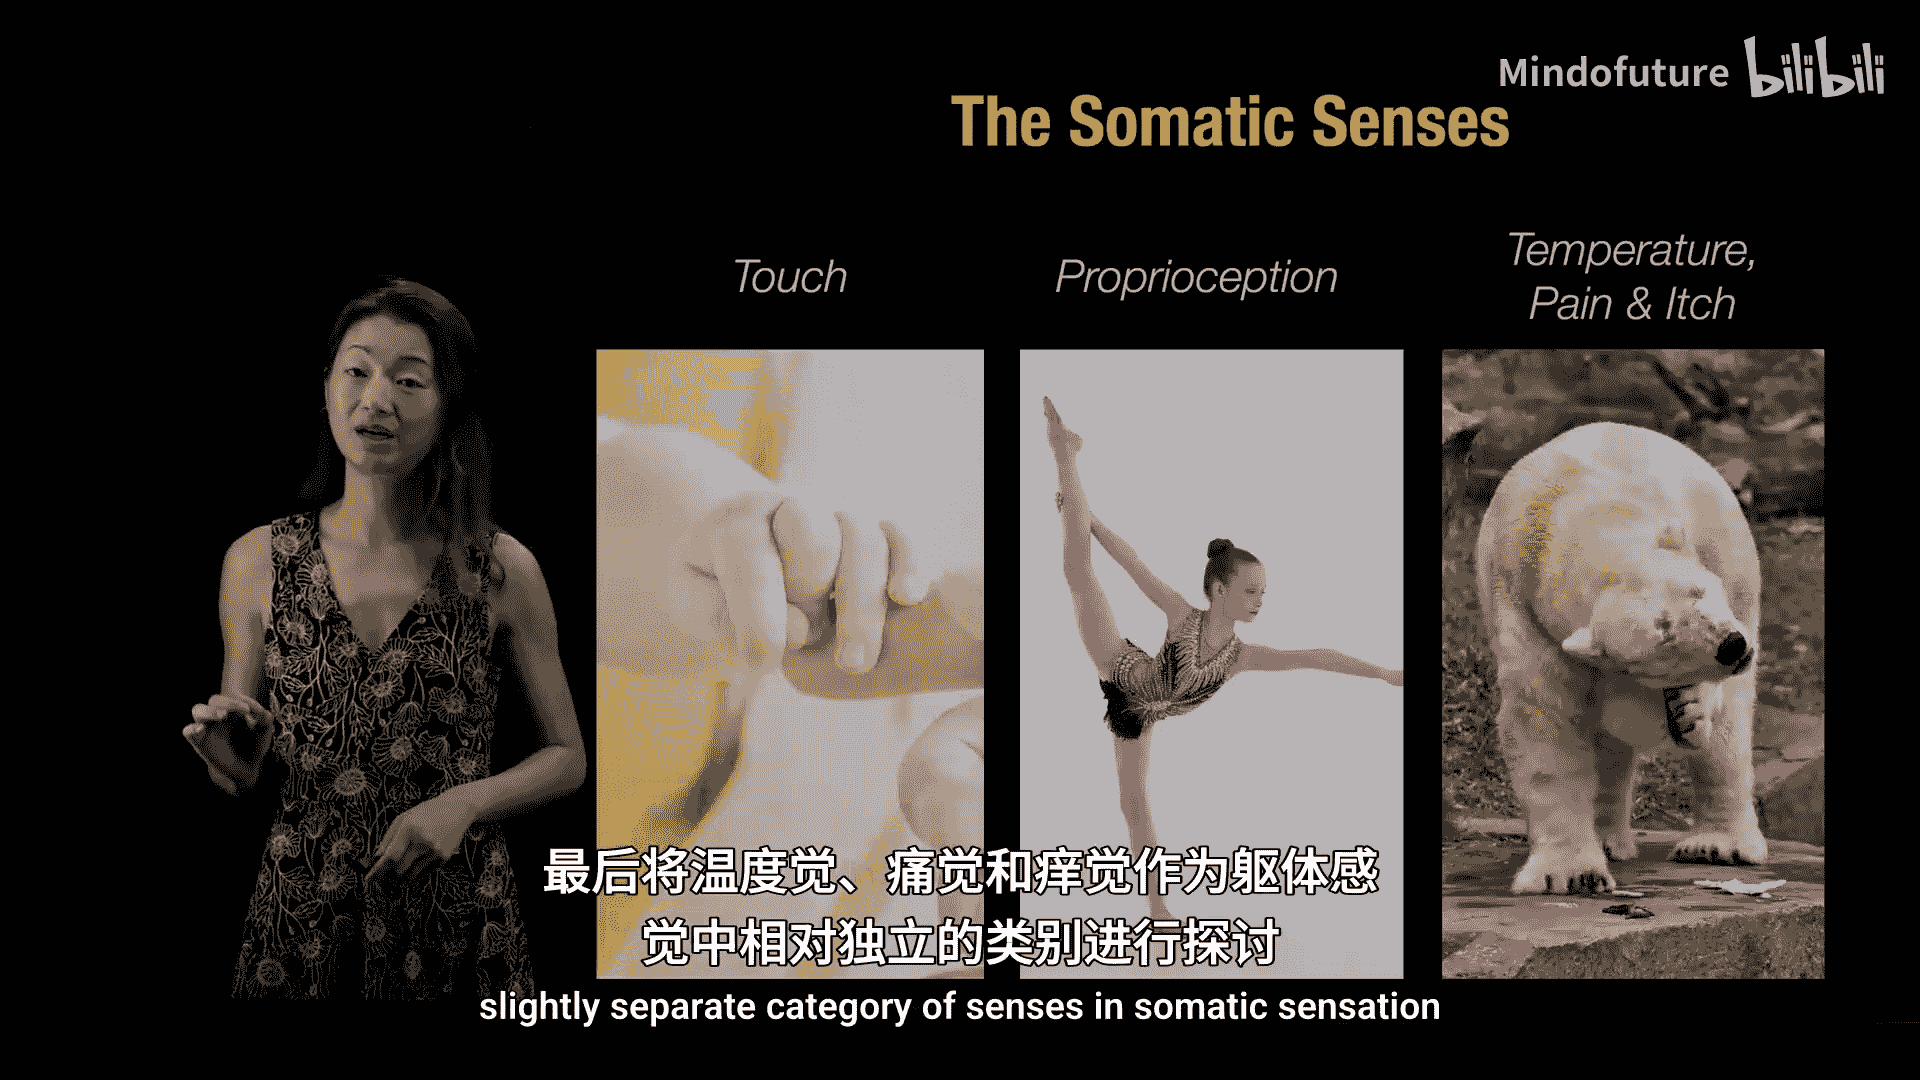 Mindofuture bilibili
The Somatic Senses
Touch
Proprioception
Temperature,
Pain & Itch
最后将温度觉、痛觉和痒觉作为躯体感
觉中相对独立的类别进行探讨
slightly separate category of senses in somatic sensation